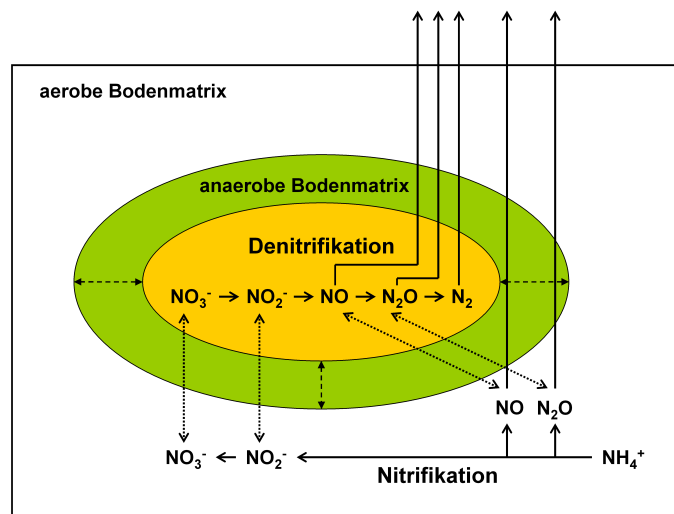 aerobe Bodenmatrix
anaerobe Bodenmatrix
Denitrifikation
NO₃⁻ → NO₂⁻ → NO → N₂O → N₂
NO N₂O
NO₃⁻ ← NO₂⁻ ← NH₄⁺
Nitrifikation